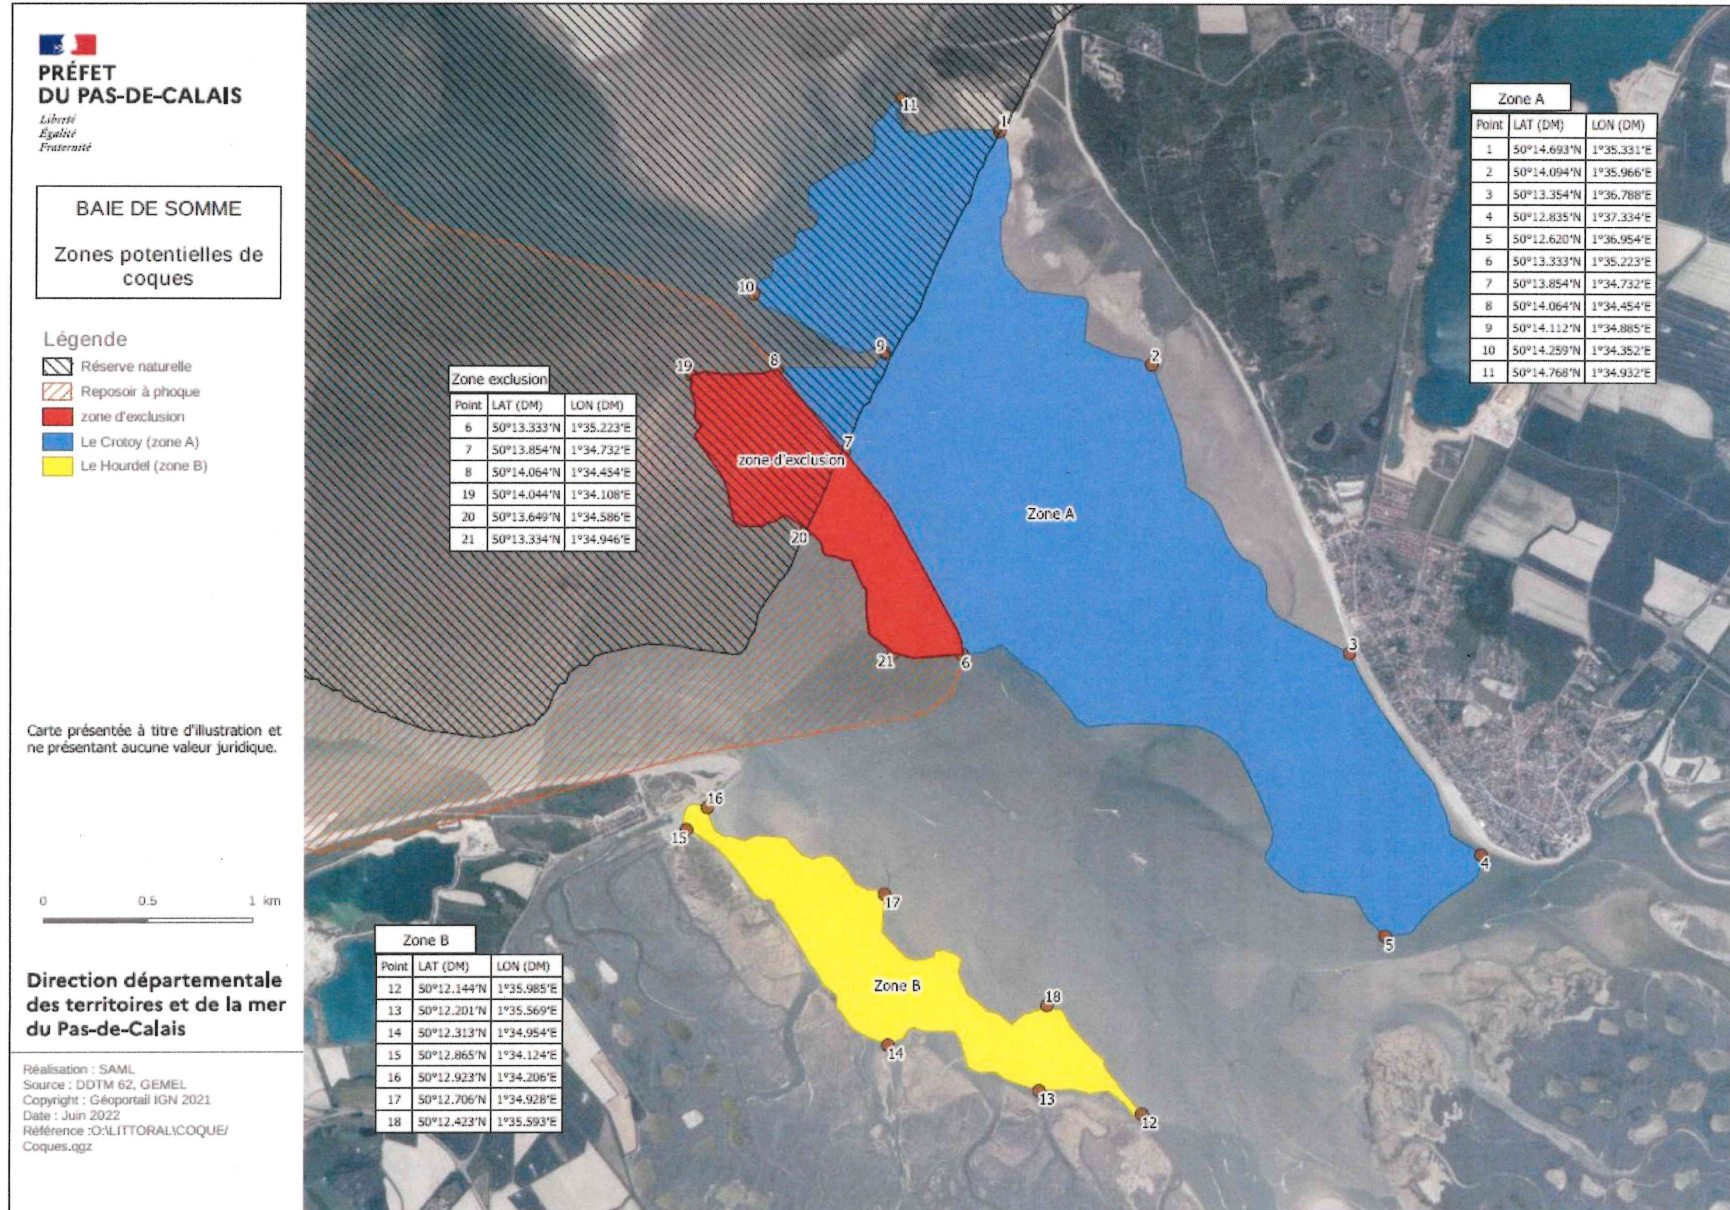 PRÉFET
DU PAS-DE-CALAIS
Liberté
Égalité
Fraternité
BAIE DE SOMME
Zones potentielles de
coques
Légende
Réserve naturelle
Reposoir à phoque
zone d'exclusion
Le Crotoy (zone A)
Le Hourdel (zone B)
Carte présentée à titre d'illustration et
ne présentant aucune valeur juridique.
0 0.5 1 km
Direction départementale
des territoires et de la mer
du Pas-de-Calais
Réalisation : SAML
Source : DDTM 62, GEMEL
Copyright : Géoportail IGN 2021
Date : Juin 2022
Référence :O:\LITTORAL\COQUE/
Coques.qgz
Zone A
Point LAT (DM) LON (DM)
1 50°14.693'N 1°35.331'E
2 50°14.094'N 1°35.966'E
3 50°13.354'N 1°36.788'E
4 50°12.835'N 1°37.334'E
5 50°12.620'N 1°36.954'E
6 50°13.333'N 1°35.223'E
7 50°13.854'N 1°34.732'E
8 50°14.064'N 1°34.454'E
9 50°14.112'N 1°34.885'E
10 50°14.259'N 1°34.352'E
11 50°14.768'N 1°34.932'E
Zone exclusion
Point LAT (DM) LON (DM)
6 50°13.333'N 1°35.223'E
7 50°13.854'N 1°34.732'E
8 50°14.064'N 1°34.454'E
19 50°14.044'N 1°34.108'E
20 50°13.649'N 1°34.586'E
21 50°13.334'N 1°34.946'E
Zone B
Point LAT (DM) LON (DM)
12 50°12.144'N 1°35.985'E
13 50°12.201'N 1°35.569'E
14 50°12.313'N 1°34.954'E
15 50°12.865'N 1°34.124'E
16 50°12.923'N 1°34.206'E
17 50°12.706'N 1°34.928'E
18 50°12.423'N 1°35.593'E
11
1
10
9
2
19
8
7
zone d'exclusion
Zone A
20
21
6
3
16
15
4
17
5
Zone B
18
14
13
12